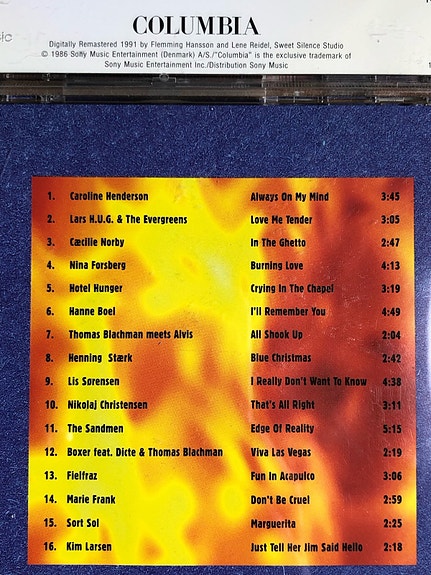 COLUMBIA
Digitally Remastered 1991 by Flemming Hansson and Lene Reidel, Sweet Silence Studio
© 1986 Sony Music Entertainment (Denmark) A/S./"Columbia" is the exclusive trademark of
Sony Music Entertainment Inc./Distribution Sony Music
1. Caroline Henderson Always On My Mind 3:45
2. Lars H.U.G. & The Evergreens Love Me Tender 3:05
3. Cæcilie Norby In The Ghetto 2:47
4. Nina Forsberg Burning Love 4:13
5. Hotel Hunger Crying In The Chapel 3:19
6. Hanne Boel I'll Remember You 4:49
7. Thomas Blachman meets Alvis All Shook Up 2:04
8. Henning Stærk Blue Christmas 2:42
9. Lis Sørensen I Really Don't Want To Know 4:38
10. Nikolaj Christensen That's All Right 3:11
11. The Sandmen Edge Of Reality 5:15
12. Boxer feat. Dicte & Thomas Blachman Viva Las Vegas 2:19
13. Fielfraz Fun In Acapulco 3:06
14. Marie Frank Don't Be Cruel 2:59
15. Sort Sol Marguerita 2:25
16. Kim Larsen Just Tell Her Jim Said Hello 2:18